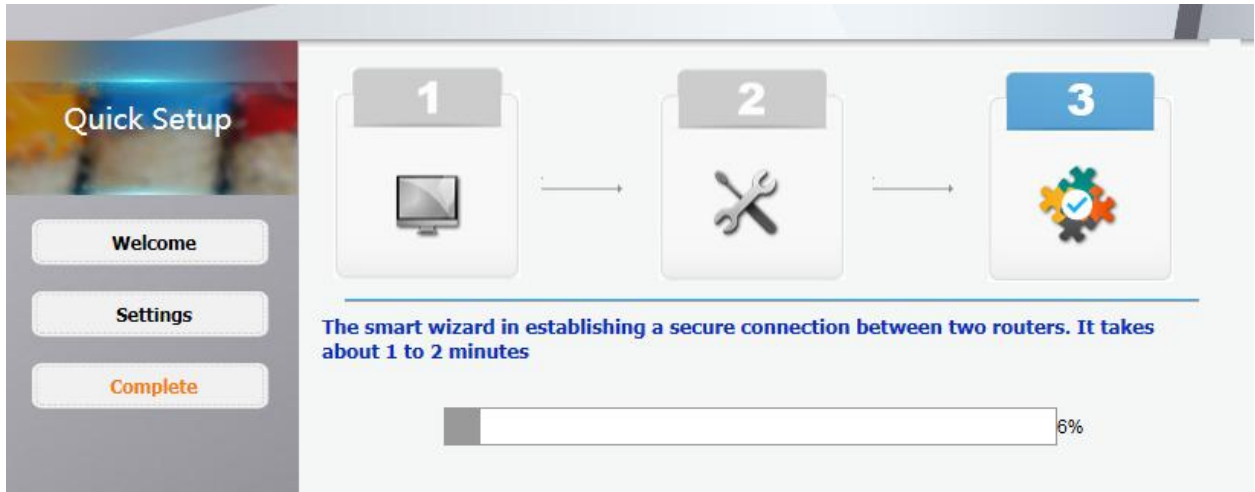 Quick Setup
Welcome
Settings
Complete
1
2
3
The smart wizard in establishing a secure connection between two routers. It takes
about 1 to 2 minutes
6%